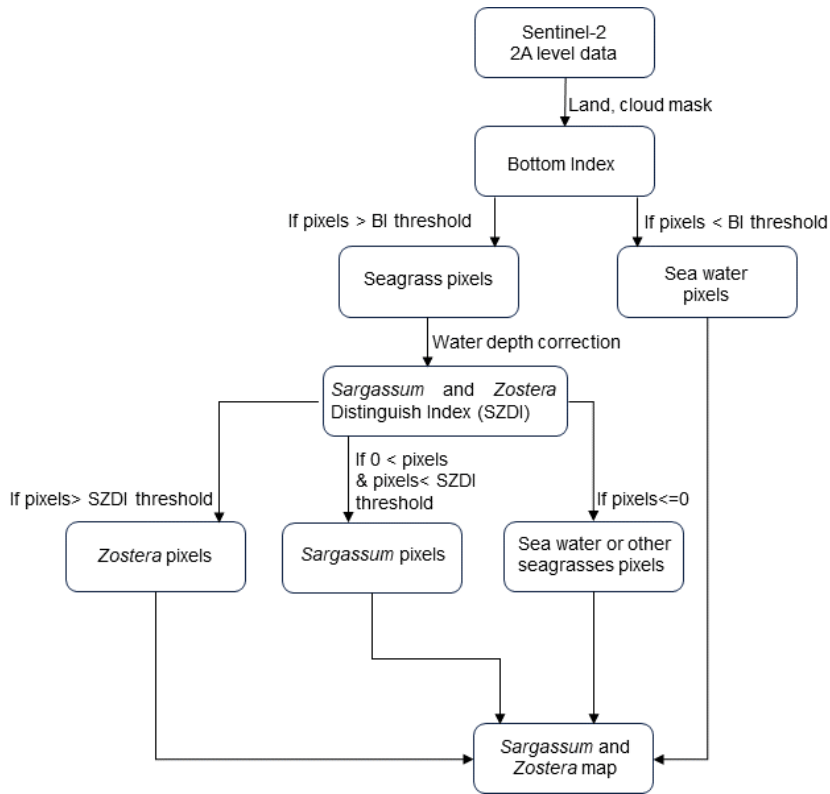 Sentinel-2
2A level data
Land, cloud mask
Bottom Index
If pixels > BI threshold
If pixels < BI threshold
Seagrass pixels
Sea water
pixels
Water depth correction
Sargassum and Zostera
Distinguish Index (SZDI)
If 0 < pixels
& pixels< SZDI
threshold
If pixels> SZDI threshold
If pixels<=0
Zostera pixels
Sargassum pixels
Sea water or other
seagrasses pixels
Sargassum and
Zostera map